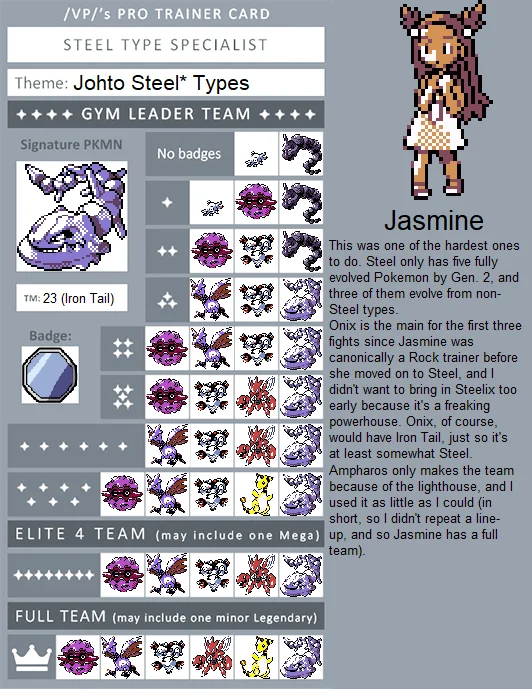 /VP/'s PRO TRAINER CARD
STEEL TYPE SPECIALIST
Theme: Johto Steel* Types
GYM LEADER TEAM
Signature PKMN
No badges
TM: 23 (Iron Tail)
Badge:
ELITE 4 TEAM (may include one Mega)
FULL TEAM (may include one minor Legendary)
Jasmine
This was one of the hardest ones
to do. Steel only has five fully
evolved Pokemon by Gen. 2, and
three of them evolve from non-
Steel types.
Onix is the main for the first three
fights since Jasmine was
canonically a Rock trainer before
she moved on to Steel, and I
didn't want to bring in Steelix too
early because it's a freaking
powerhouse. Onix, of course,
would have Iron Tail, just so it's
at least somewhat Steel.
Ampharos only makes the team
because of the lighthouse, and I
used it as little as I could (in
short, so I didn't repeat a line-
up, and so Jasmine has a full
team).